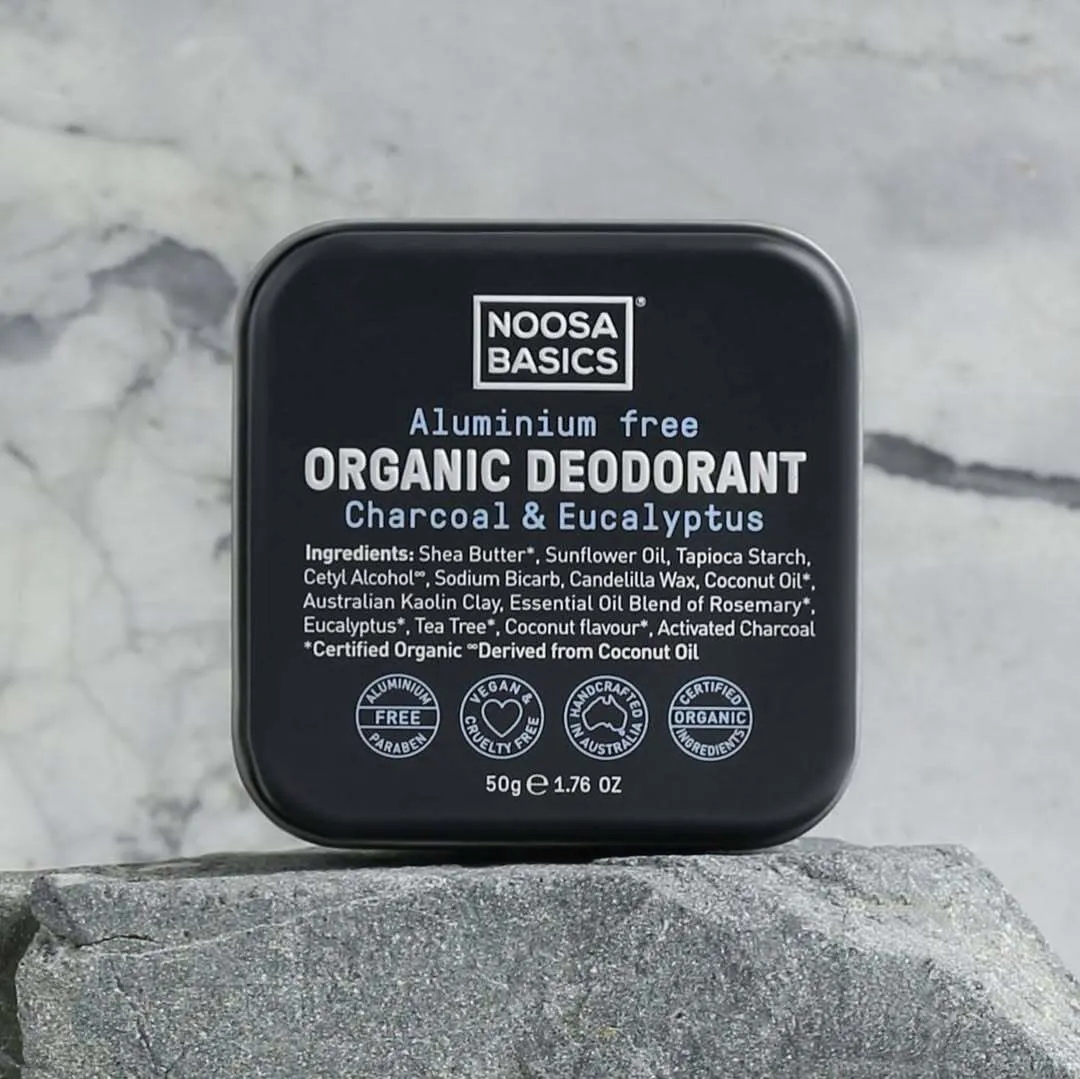 NOOSA
BASICS®
Aluminium free
ORGANIC DEODORANT
Charcoal & Eucalyptus
Ingredients: Shea Butter*, Sunflower Oil, Tapioca Starch,
Cetyl Alcohol∞, Sodium Bicarb, Candelilla Wax, Coconut Oil*,
Australian Kaolin Clay, Essential Oil Blend of Rosemary*,
Eucalyptus*, Tea Tree*, Coconut flavour*, Activated Charcoal
*Certified Organic ∞Derived from Coconut Oil
ALUMINIUM
FREE
PARABEN
VEGAN &
CRUELTY FREE
HANDCRAFTED
IN AUSTRALIA
CERTIFIED
ORGANIC
INGREDIENTS
50g ℮ 1.76 OZ